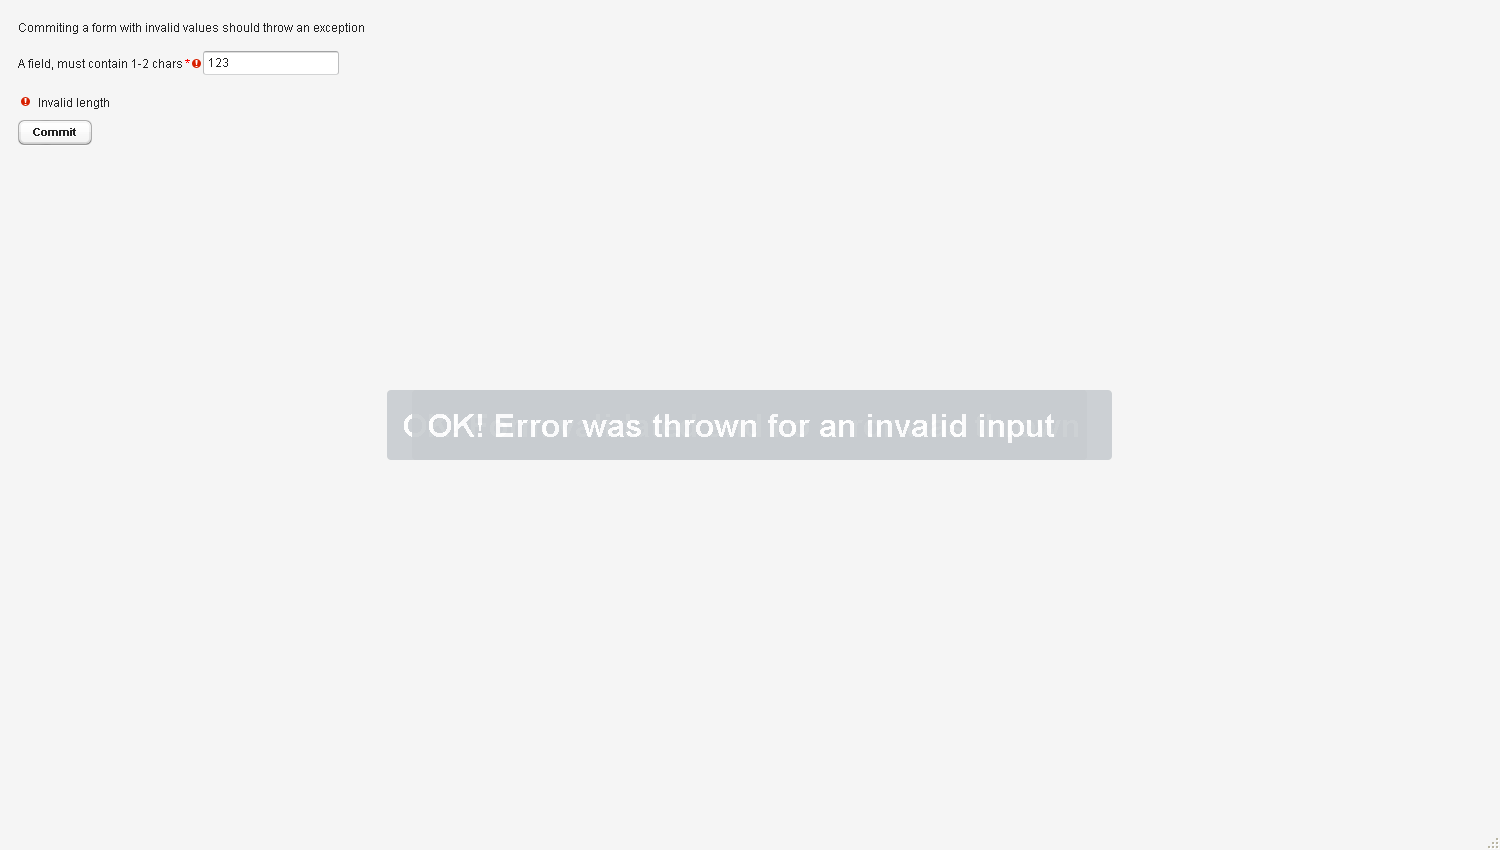 Commiting a form with invalid values should throw an exception
A field, must contain 1-2 chars * 123
Invalid length
Commit
OK! Error was thrown for an invalid input